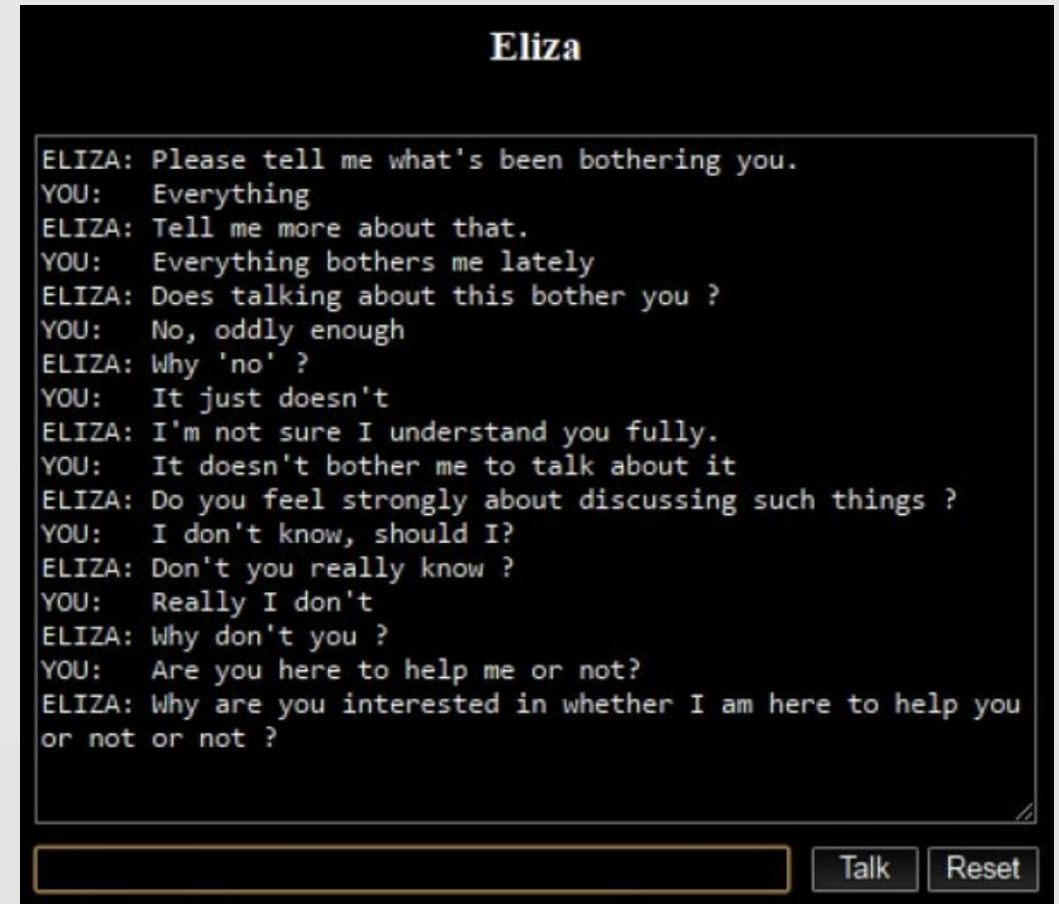 Eliza
ELIZA: Please tell me what's been bothering you.
YOU:   Everything
ELIZA: Tell me more about that.
YOU:   Everything bothers me lately
ELIZA: Does talking about this bother you ?
YOU:   No, oddly enough
ELIZA: Why 'no' ?
YOU:   It just doesn't
ELIZA: I'm not sure I understand you fully.
YOU:   It doesn't bother me to talk about it
ELIZA: Do you feel strongly about discussing such things ?
YOU:   I don't know, should I?
ELIZA: Don't you really know ?
YOU:   Really I don't
ELIZA: Why don't you ?
YOU:   Are you here to help me or not?
ELIZA: Why are you interested in whether I am here to help you
or not or not ?
Talk Reset